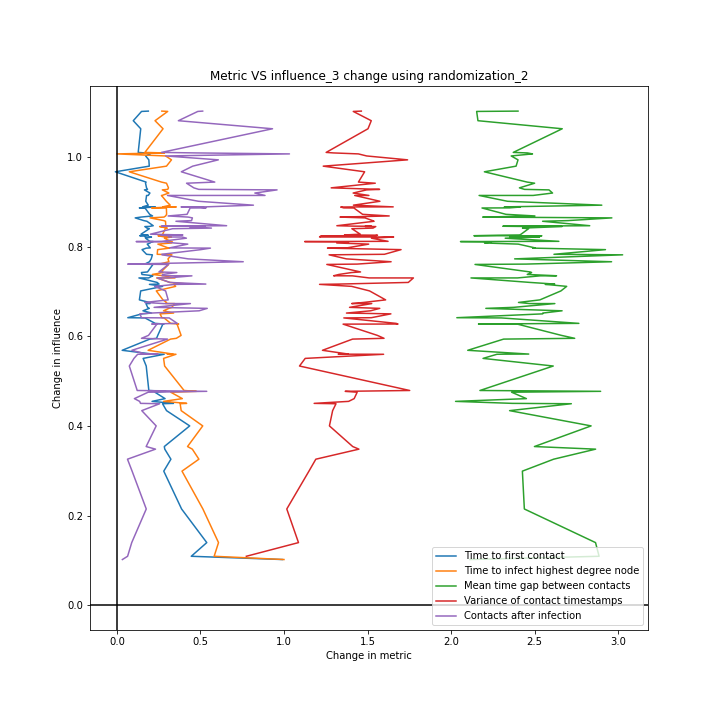 Metric VS influence_3 change using randomization_2
Change in influence
1.0
0.8
0.6
0.4
0.2
0.0
0.0 0.5 1.0 1.5 2.0 2.5 3.0
Change in metric
Time to first contact
Time to infect highest degree node
Mean time gap between contacts
Variance of contact timestamps
Contacts after infection